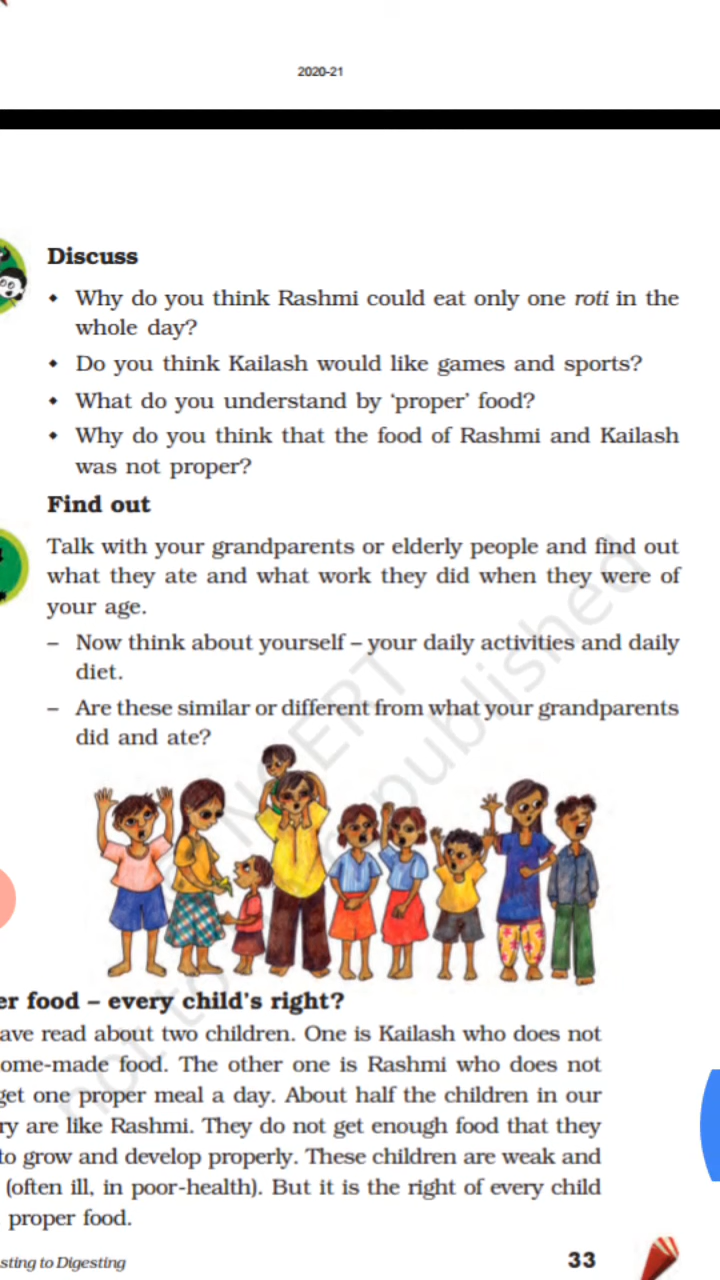 2020-21
Discuss
• Why do you think Rashmi could eat only one roti in the
whole day?
• Do you think Kailash would like games and sports?
• What do you understand by ‘proper’ food?
• Why do you think that the food of Rashmi and Kailash
was not proper?
Find out
Talk with your grandparents or elderly people and find out
what they ate and what work they did when they were of
your age.
– Now think about yourself – your daily activities and daily
diet.
– Are these similar or different from what your grandparents
did and ate?
er food – every child's right?
ave read about two children. One is Kailash who does not
ome-made food. The other one is Rashmi who does not
get one proper meal a day. About half the children in our
ry are like Rashmi. They do not get enough food that they
to grow and develop properly. These children are weak and
(often ill, in poor-health). But it is the right of every child
proper food.
sting to Digesting
33
NCERT
not to republished